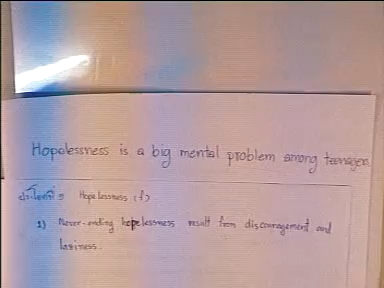 Hopelessness is a big mental problem among teenagers
Hopelessness (f)
1) Never-ending hopelessness result from discouragement and
laziness.